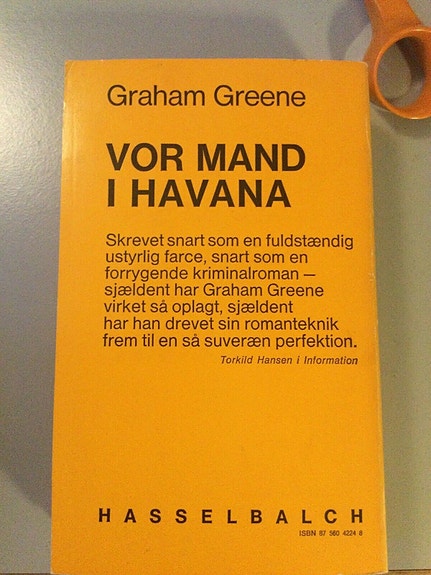 Graham Greene
VOR MAND
I HAVANA
Skrevet snart som en fuldstændig
ustyrlig farce, snart som en
forrygende kriminalroman —
sjældent har Graham Greene
virket så oplagt, sjældent
har han drevet sin romanteknik
frem til en så suveræn perfektion.
Torkild Hansen i Information
HASSELBALCH
ISBN 87 560 4224 8